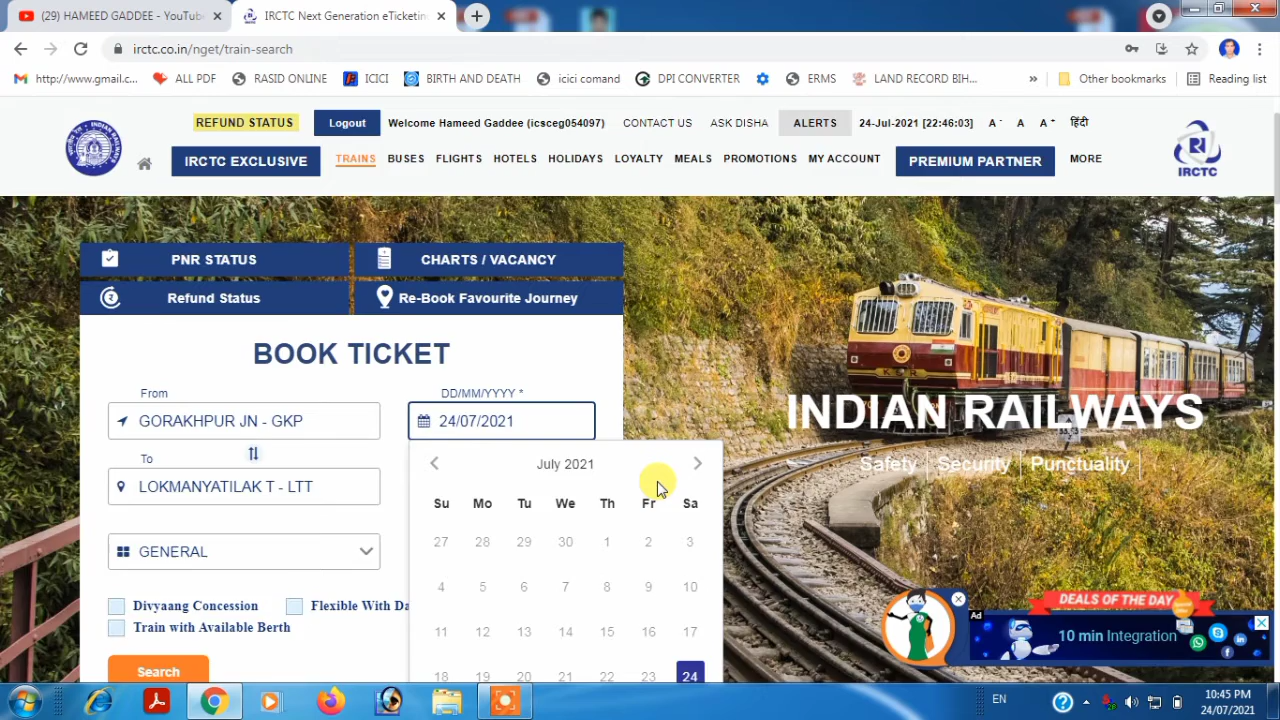 (29) HAMEED GADDEE - YouTube
IRCTC Next Generation eTicketing
irctc.co.in/nget/train-search
http://www.gmail.c...
ALL PDF
RASID ONLINE
ICICI
BIRTH AND DEATH
icici comand
DPI CONVERTER
ERMS
LAND RECORD BIH...
»
Other bookmarks
Reading list
REFUND STATUS
Logout
Welcome Hameed Gaddee (icsceg054097)
CONTACT US
ASK DISHA
ALERTS
24-Jul-2021 [22:46:03]
A-
A
A+
हिंदी
IRCTC EXCLUSIVE
TRAINS
BUSES
FLIGHTS
HOTELS
HOLIDAYS
LOYALTY
MEALS
PROMOTIONS
MY ACCOUNT
PREMIUM PARTNER
MORE
IRCTC
PNR STATUS
CHARTS / VACANCY
Refund Status
Re-Book Favourite Journey
BOOK TICKET
From
DD/MM/YYYY *
GORAKHPUR JN - GKP
24/07/2021
To
LOKMANYATILAK T - LTT
GENERAL
Divyaang Concession
Flexible With Da
Train with Available Berth
Search
July 2021
Su Mo Tu We Th Fr Sa
27 28 29 30 1 2 3
4 5 6 7 8 9 10
11 12 13 14 15 16 17
18 19 20 21 22 23 24
INDIAN RAILWAYS
Safety | Security | Punctuality |
Ad
DEALS OF THE DAY
10 min Integration
EN
10:45 PM
24/07/2021